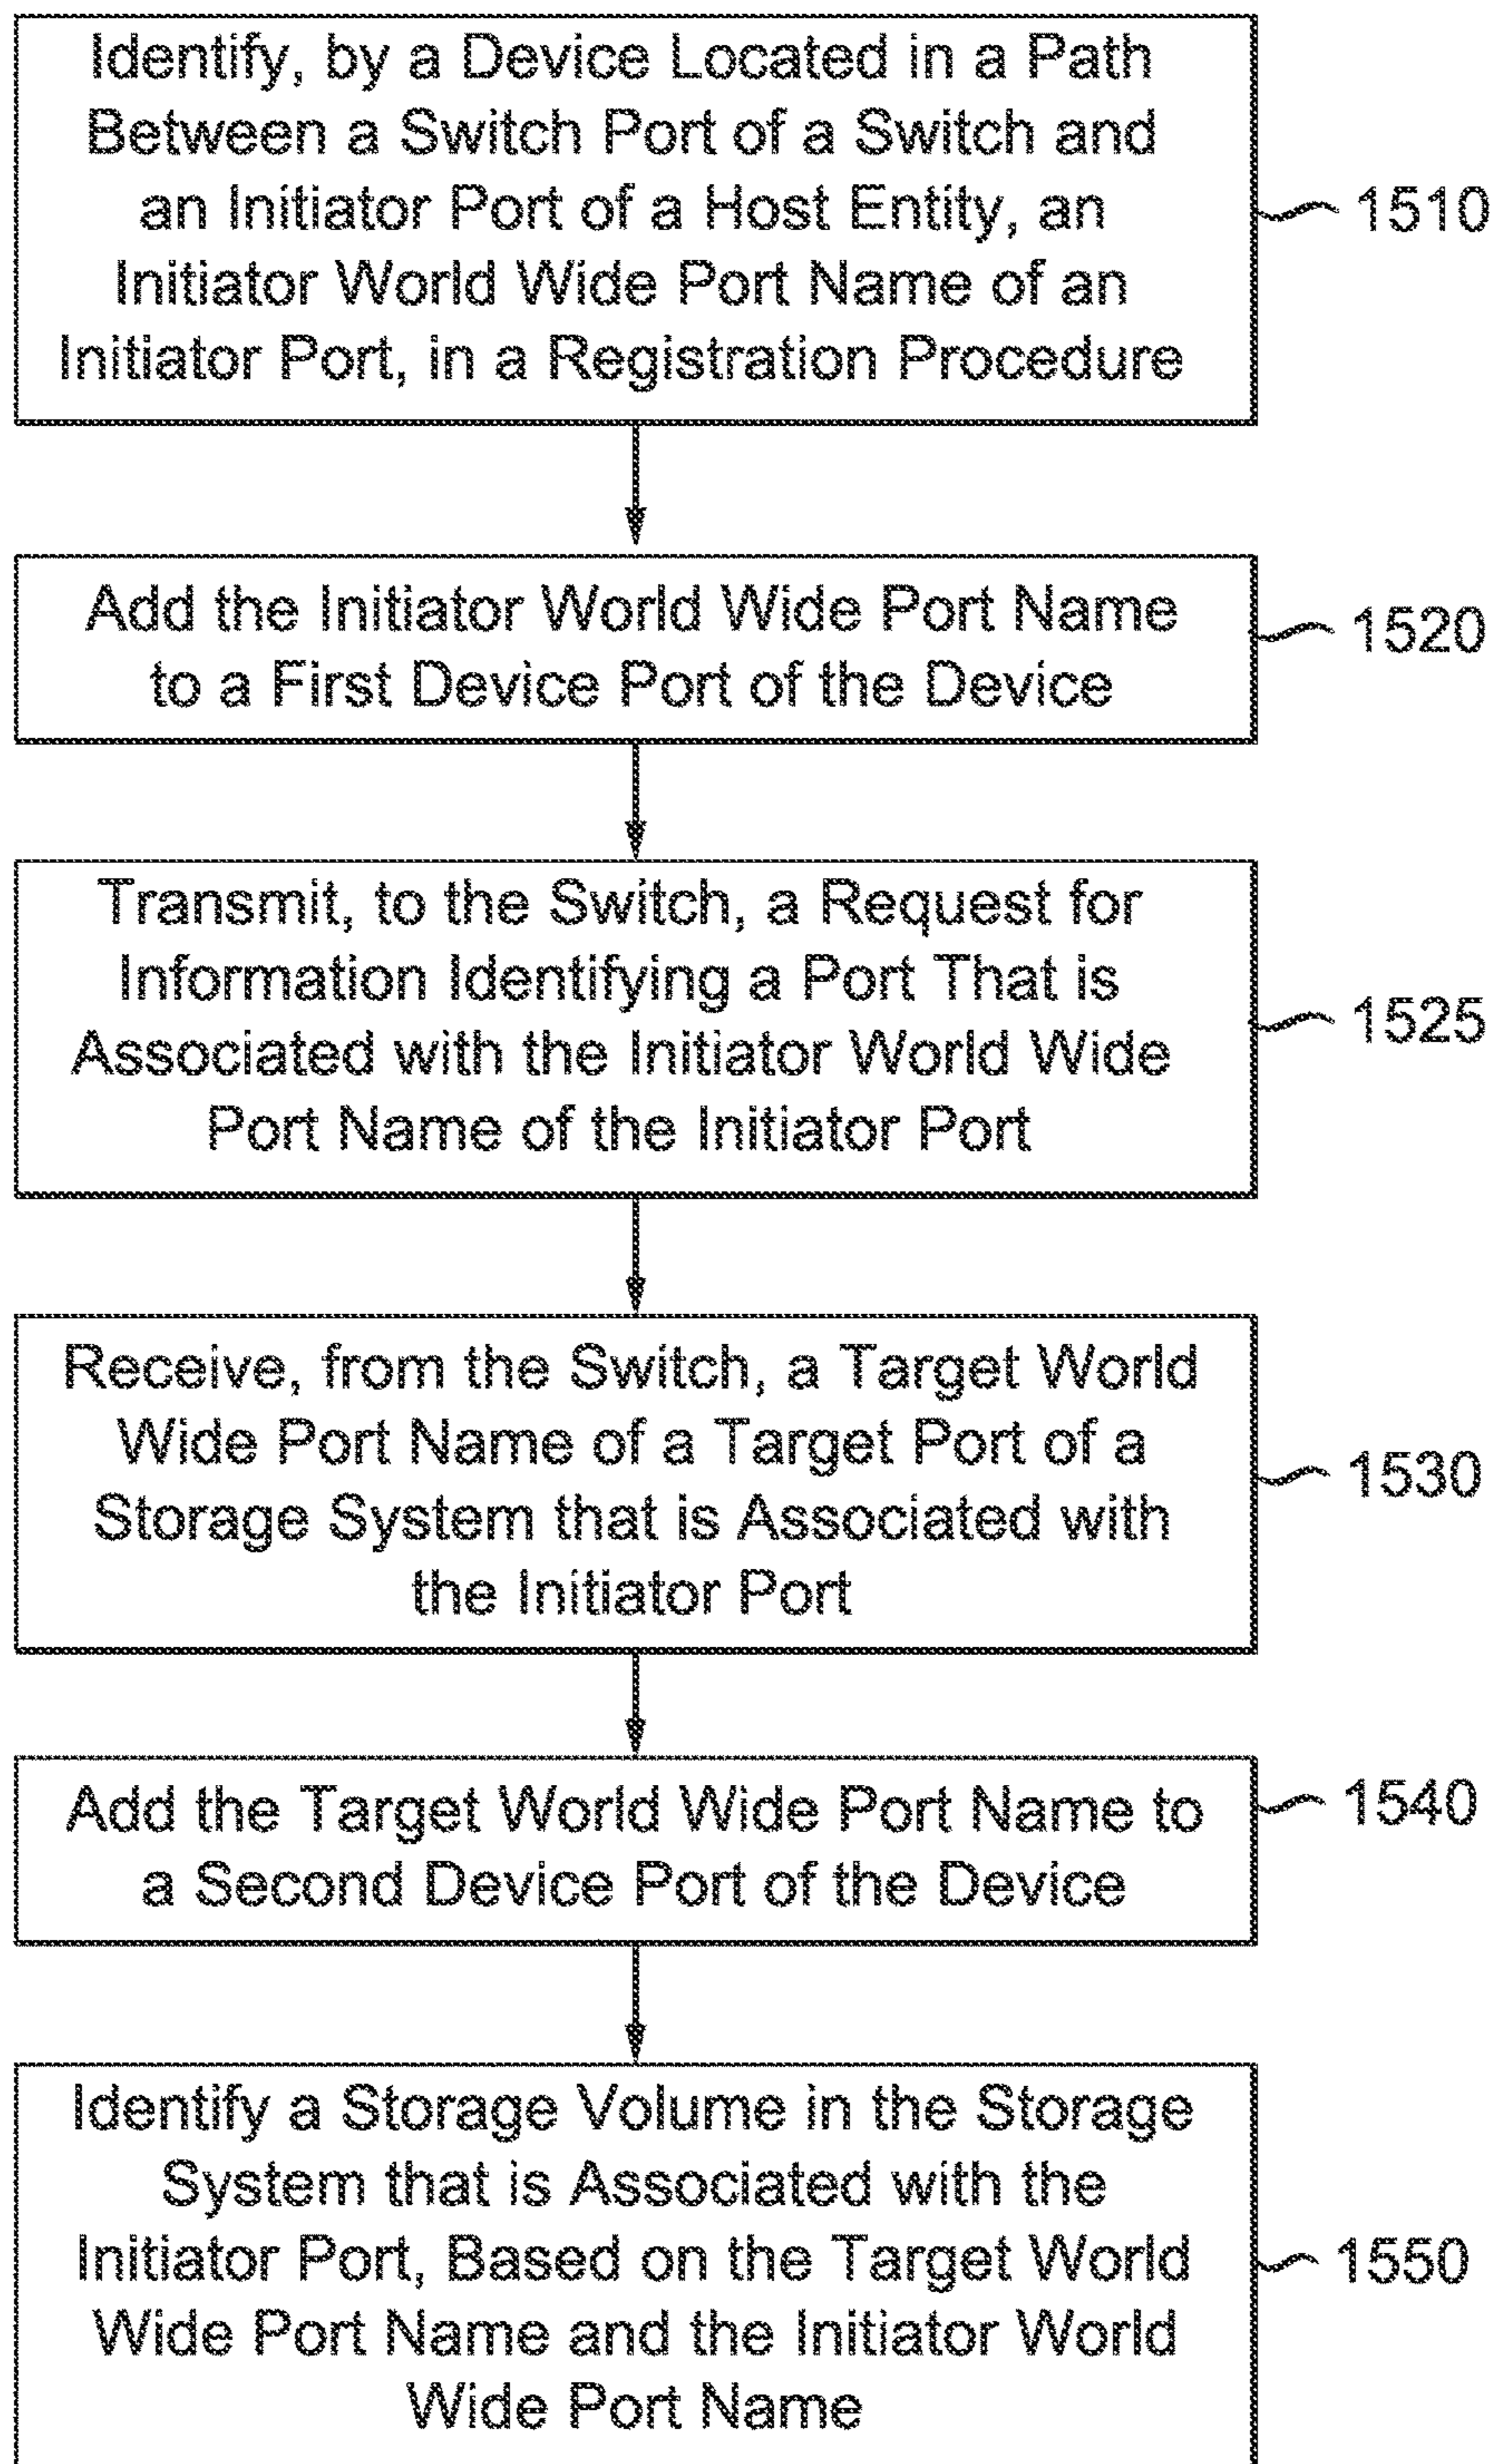 Identify, by a Device Located in a Path
Between a Switch Port of a Switch and
an Initiator Port of a Host Entity, an
Initiator World Wide Port Name of an
Initiator Port, in a Registration Procedure
1510
Add the Initiator World Wide Port Name
to a First Device Port of the Device
1520
Transmit, to the Switch, a Request for
Information Identifying a Port That is
Associated with the Initiator World Wide
Port Name of the Initiator Port
1525
Receive, from the Switch, a Target World
Wide Port Name of a Target Port of a
Storage System that is Associated with
the Initiator Port
1530
Add the Target World Wide Port Name to
a Second Device Port of the Device
1540
Identify a Storage Volume in the Storage
System that is Associated with the
Initiator Port, Based on the Target World
Wide Port Name and the Initiator World
Wide Port Name
1550